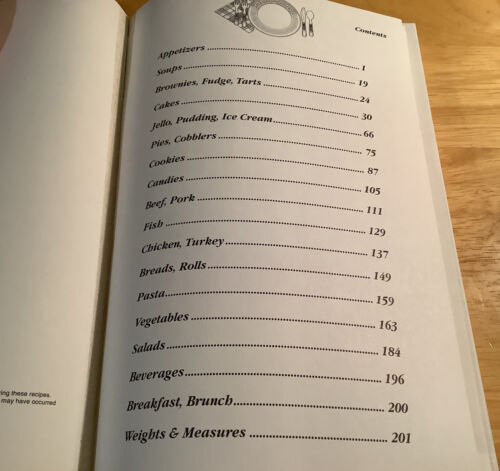 ring these recipes.
may have occurred
Contents
Appetizers ........ 1
Soups ........ 19
Brownies, Fudge, Tarts ........ 24
Cakes ........ 30
Jello, Pudding, Ice Cream ........ 66
Pies, Cobblers ........ 75
Cookies ........ 87
Candies ........ 105
Beef, Pork ........ 111
Fish ........ 129
Chicken, Turkey ........ 137
Breads, Rolls ........ 149
Pasta ........ 159
Vegetables ........ 163
Salads ........ 184
Beverages ........ 196
Breakfast, Brunch ........ 200
Weights & Measures ........ 201